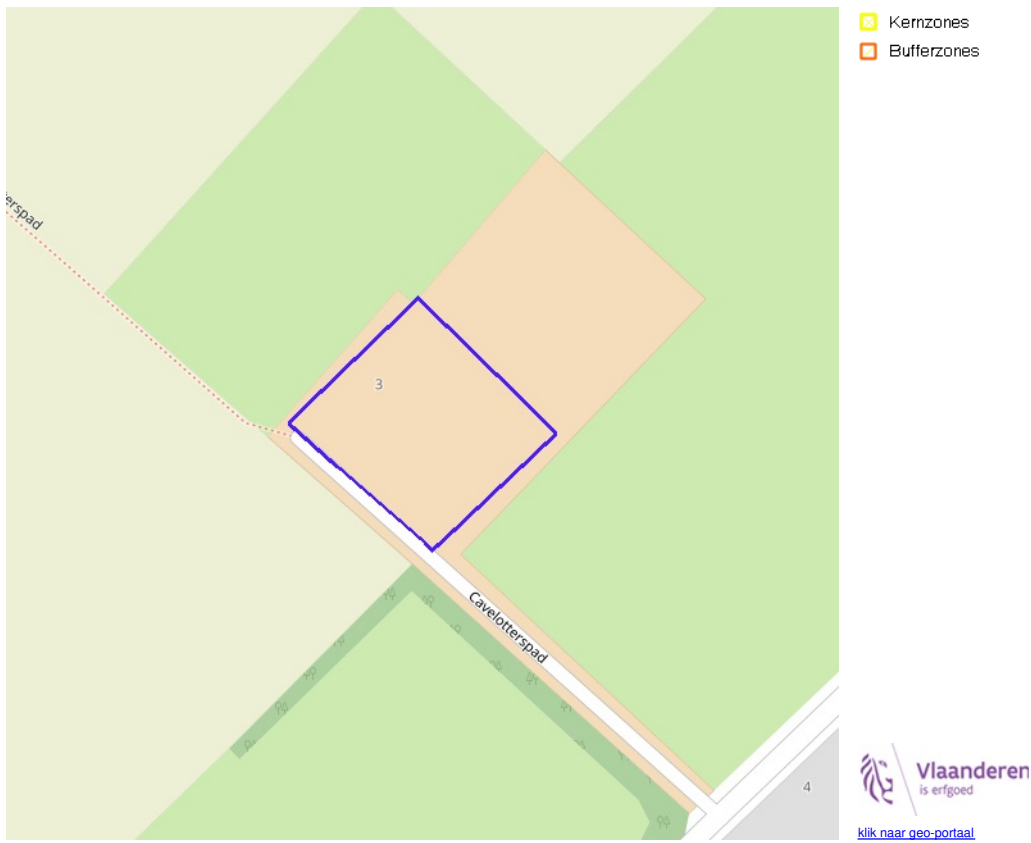 Kernzones
Bufferzones
erspad
3
Cavelotterspad
4
Vlaanderen
is erfgoed
klik naar geo-portaal